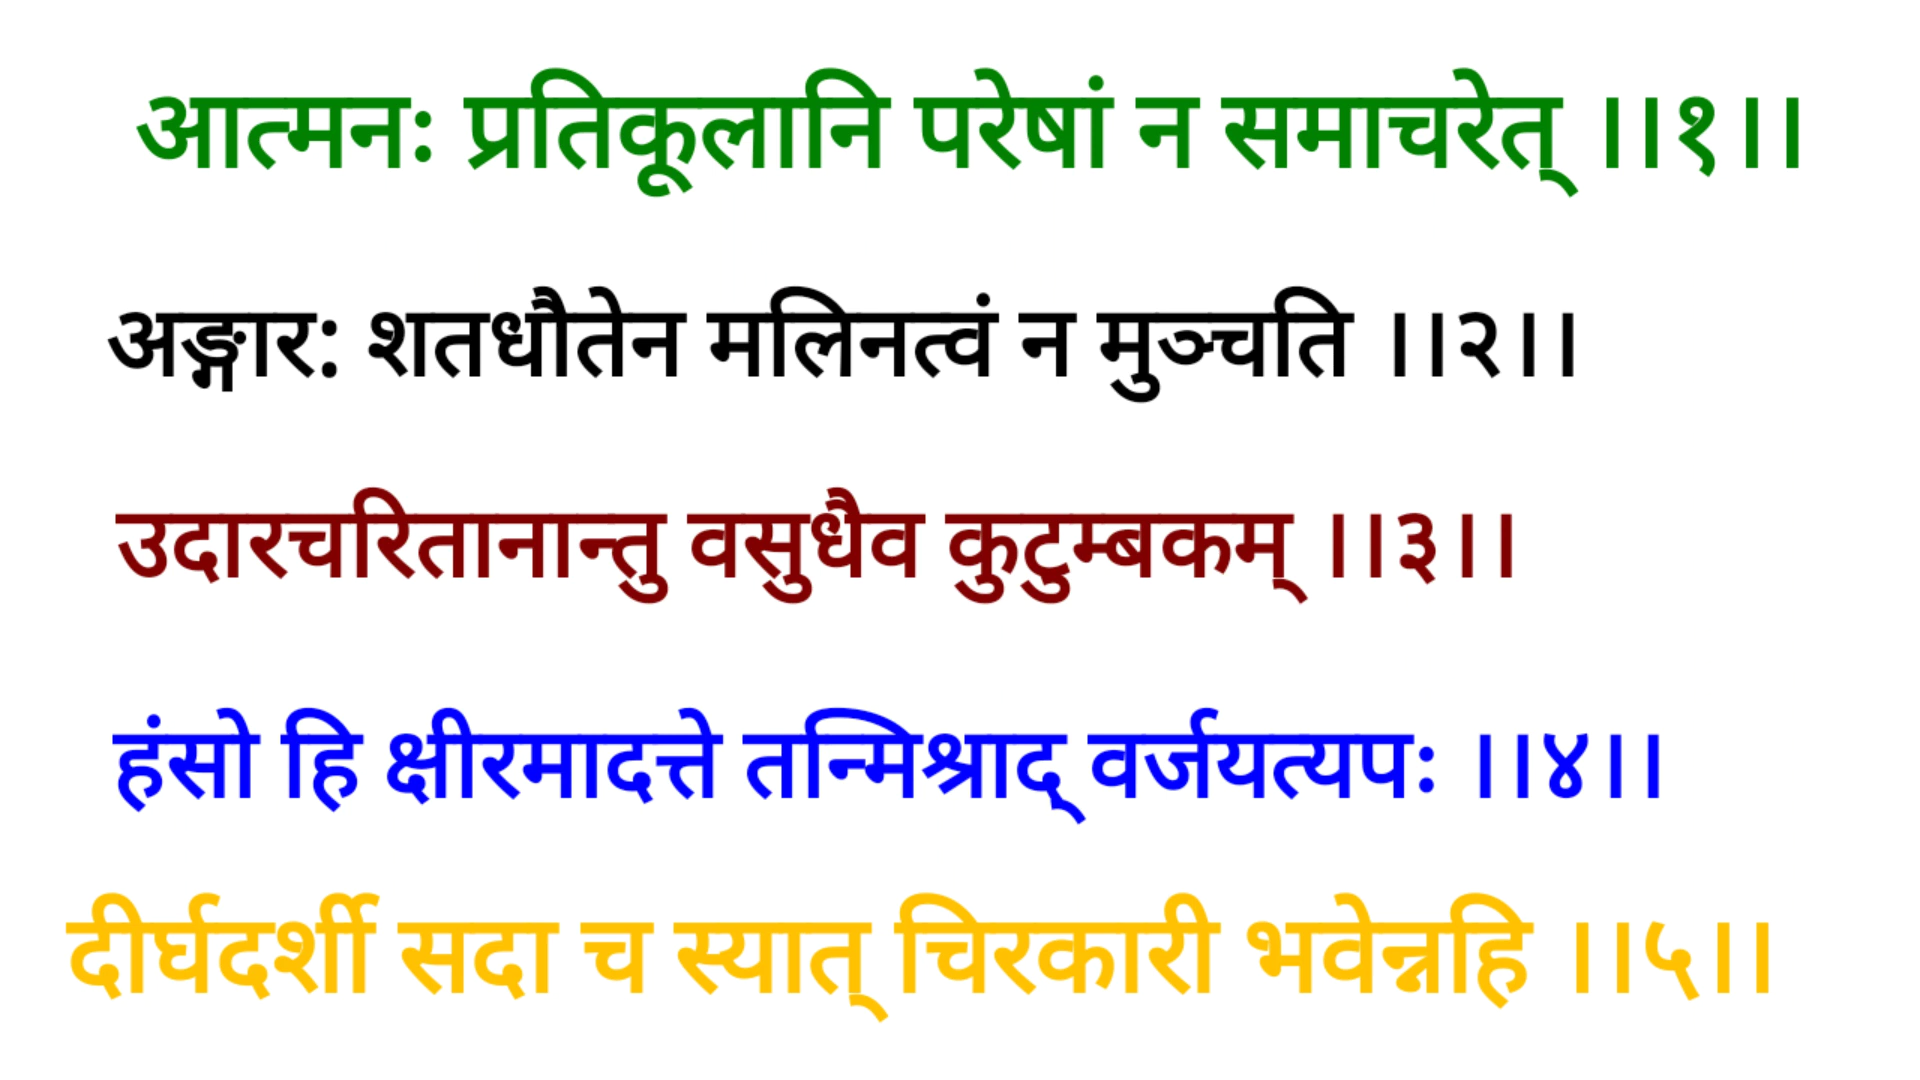 आत्मनः प्रतिकूलानि परेषां न समाचरेत् ।।१।।
अङ्गार: शतधौतेन मलिनत्वं न मुञ्चति ।।२।।
उदारचरितानान्तु वसुधैव कुटुम्बकम् ।।३।।
हंसो हि क्षीरमादत्ते तन्मिश्राद् वर्जयत्यपः ।।४।।
दीर्घदर्शी सदा च स्यात् चिरकारी भवेन्नहि ।।५।।